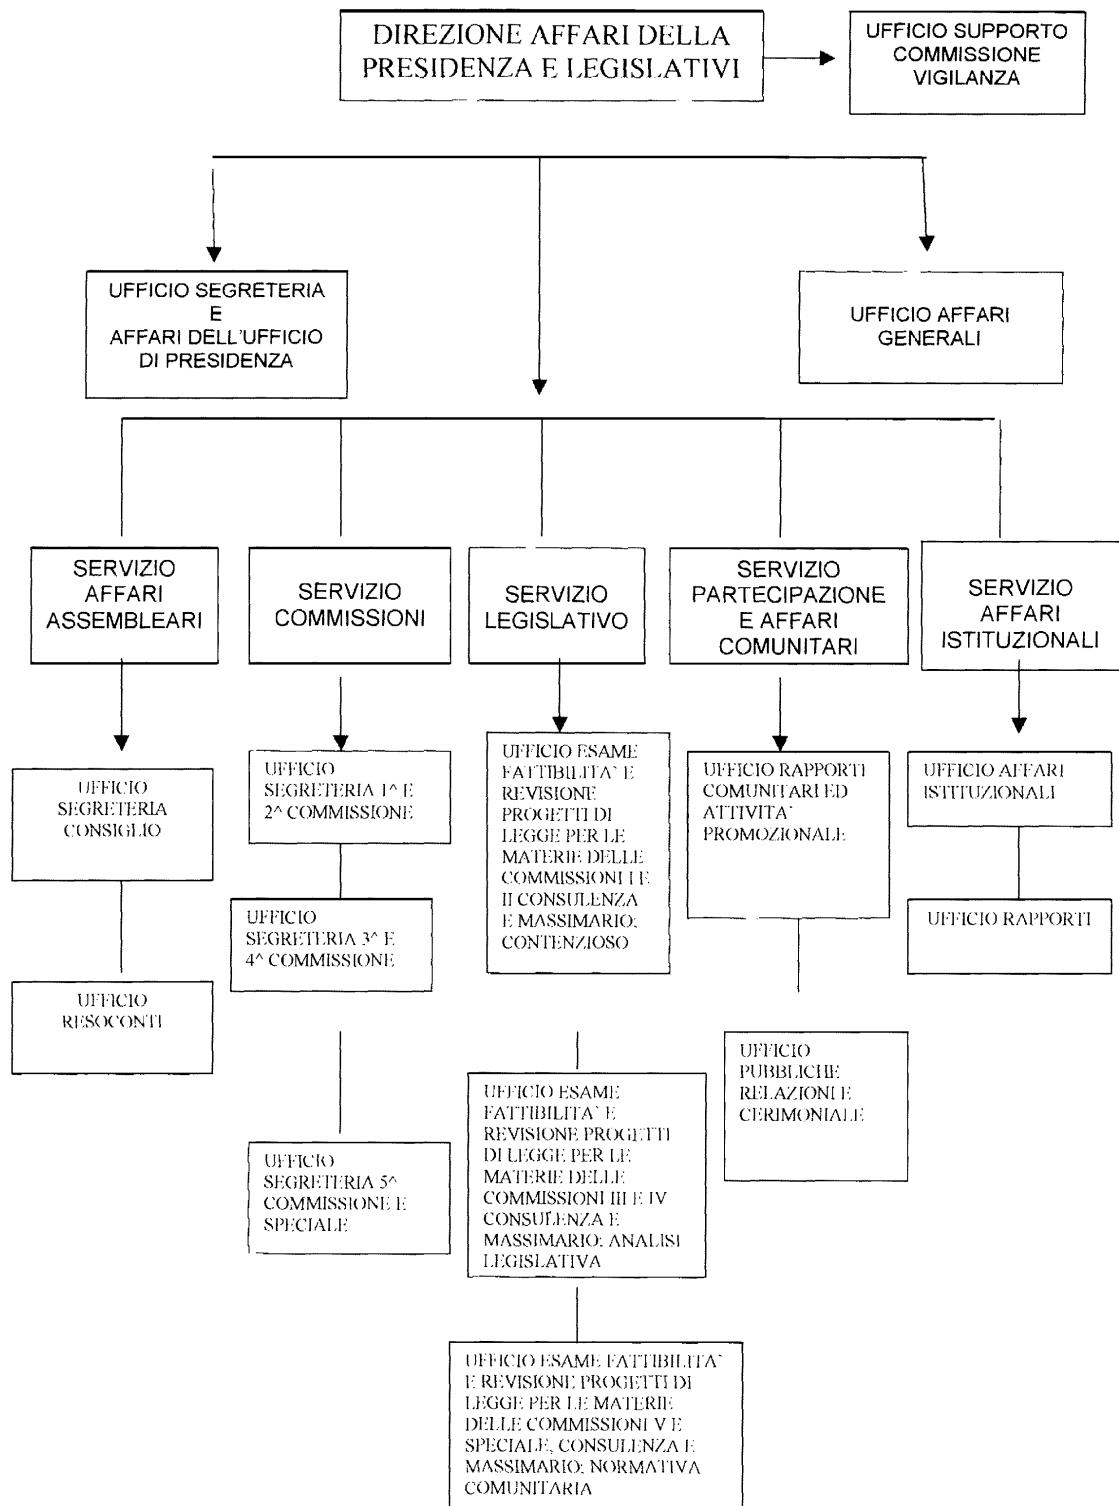 DIREZIONE AFFARI DELLA
PRESIDENZA E LEGISLATIVI
UFFICIO SUPPORTO
COMMISSIONE
VIGILANZA
UFFICIO SEGRETERIA
E
AFFARI DELL'UFFICIO
DI PRESIDENZA
UFFICIO AFFARI
GENERALI
SERVIZIO
AFFARI
ASSEMBLEARI
SERVIZIO
COMMISSIONI
SERVIZIO
LEGISLATIVO
SERVIZIO
PARTECIPAZIONE
E AFFARI
COMUNITARI
SERVIZIO
AFFARI
ISTITUZIONALI
UFFICIO
SEGRETERIA
CONSIGLIO
UFFICIO
RESOCONTI
UFFICIO
SEGRETERIA 1^ E
2^ COMMISSIONE
UFFICIO
SEGRETERIA 3^ E
4^ COMMISSIONE
UFFICIO
SEGRETERIA 5^
COMMISSIONE E
SPECIALE
UFFICIO ESAME
FATTIBILITA` E
REVISIONE
PROGETTI DI
LEGGE PER LE
MATERIE DELLE
COMMISSIONI I E
II CONSULENZA
E MASSIMARIO;
CONTENZIOSO
UFFICIO ESAME
FATTIBILITA` E
REVISIONE PROGETTI
DI LEGGE PER LE
MATERIE DELLE
COMMISSIONI III E IV
CONSULENZA E
MASSIMARIO; ANALISI
LEGISLATIVA
UFFICIO ESAME FATTIBILITA`
E REVISIONE PROGETTI DI
LEGGE PER LE MATERIE
DELLE COMMISSIONI V E
SPECIALE, CONSULENZA E
MASSIMARIO; NORMATIVA
COMUNITARIA
UFFICIO RAPPORTI
COMUNITARI ED
ATTIVITA`
PROMOZIONALE
UFFICIO
PUBBLICHE
RELAZIONI E
CERIMONIALE
UFFICIO AFFARI
ISTITUZIONALI
UFFICIO RAPPORTI